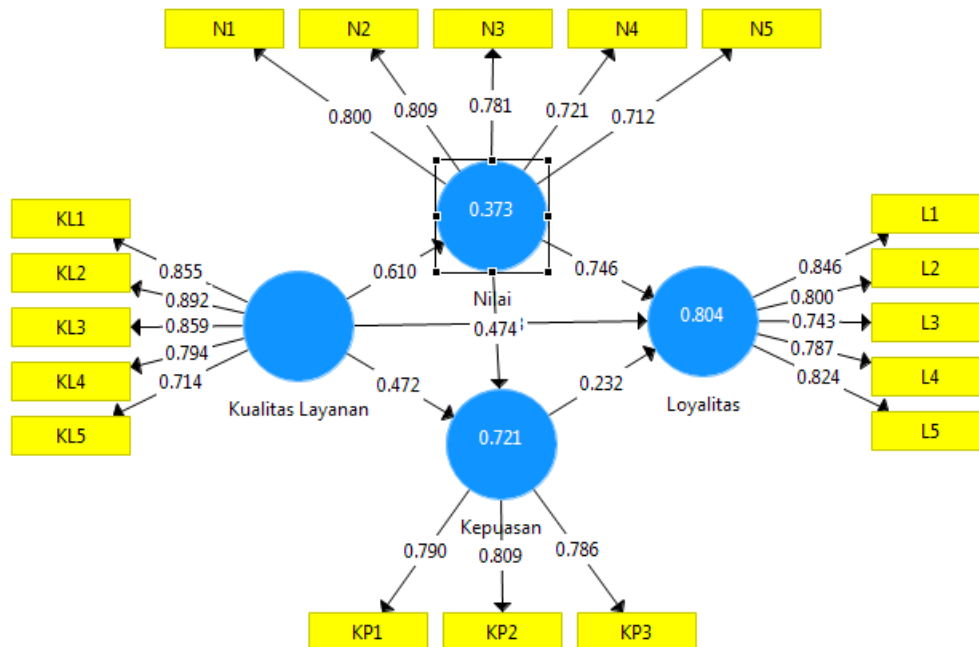 N1 N2 N3 N4 N5
0.800 0.809 0.781 0.721 0.712
0.373
Nilai
KL1
KL2
KL3
KL4
KL5
0.855
0.892
0.859
0.794
0.714
Kualitas Layanan
0.610
0.746
0.474
0.472
0.232
0.804
Loyalitas
0.846
0.800
0.743
0.787
0.824
L1
L2
L3
L4
L5
0.721
Kepuasan
0.790 0.809 0.786
KP1 KP2 KP3